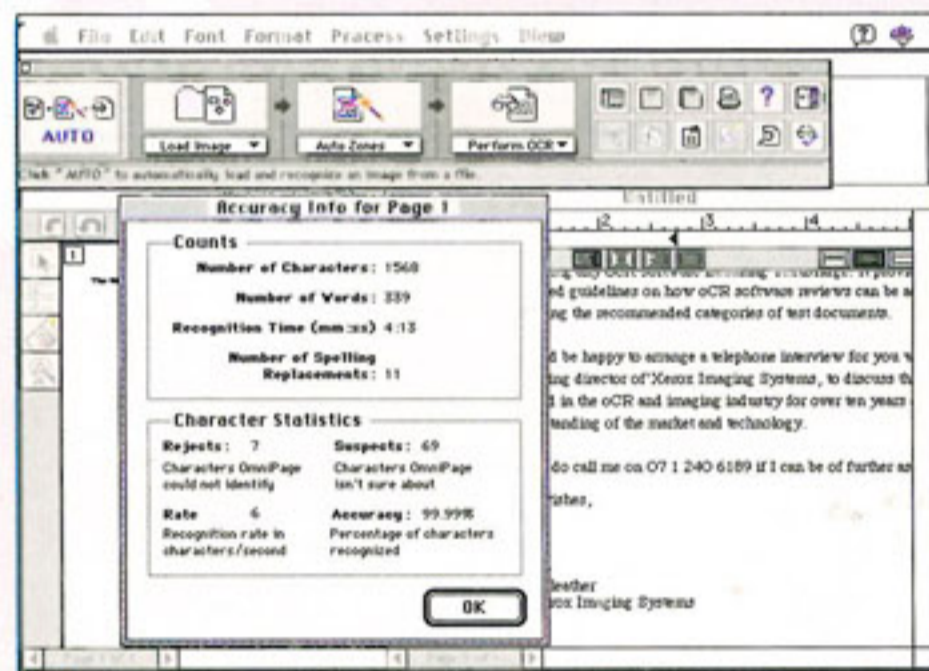 File Edit Font Format Process Settings View
AUTO
Load Image
Auto Zones
Perform OCR
Click "AUTO" to automatically load and recognize an image from a file.
Untitled
Accuracy Info for Page 1
Counts
Number of Characters: 1568
Number of Words: 339
Recognition Time (mm:ss) 4:13
Number of Spelling
Replacements: 11
Character Statistics
Rejects: 7
Characters OmniPage
could not identify
Suspects: 69
Characters OmniPage
isn't sure about
Rate 6
Recognition rate in
characters/second
Accuracy: 99.99%
Percentage of characters
recognized
OK
1
2 3 4
ed guidelines on how oCR software reviews can be
ng the recommended categories of test documents.
d be happy to arrange a telephone interview for you
ing director of Xerox Imaging Systems, to discuss
in the oCR and imaging industry for over ten years
tanding of the market and technology.
do call me on 07 1 240 6189 if I can be of further
ishes,
eather
rox Imaging Systems